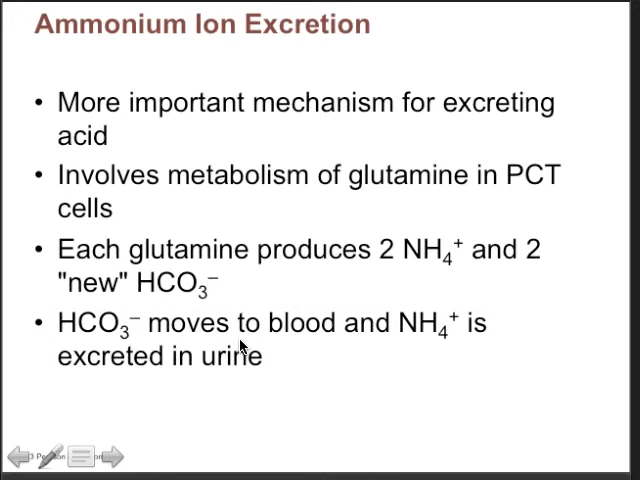 Ammonium Ion Excretion
• More important mechanism for excreting
acid
• Involves metabolism of glutamine in PCT
cells
• Each glutamine produces 2 NH₄⁺ and 2
"new" HCO₃⁻
• HCO₃⁻ moves to blood and NH₄⁺ is
excreted in urine